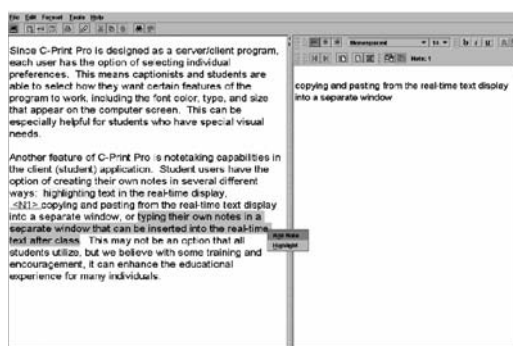 File Edit Format Tools Help
Since C-Print Pro is designed as a server/client program,
each user has the option of selecting individual
preferences. This means captionists and students are
able to select how they want certain features of the
program to work, including the font color, type, and size
that appear on the computer screen. This can be
especially helpful for students who have special visual
needs.
Another feature of C-Print Pro is notetaking capabilities in
the client (student) application. Student users have the
option of creating their own notes in several different
ways: highlighting text in the real-time display,
<N1> copying and pasting from the real-time text display
into a separate window, or typing their own notes in a
separate window that can be inserted into the real-time
text after class. This may not be an option that all
students utilize, but we believe with some training and
encouragement, it can enhance the educational
experience for many individuals.
Add Note
Highlight
14
b i u
Note: 1
copying and pasting from the real-time text display
into a separate window